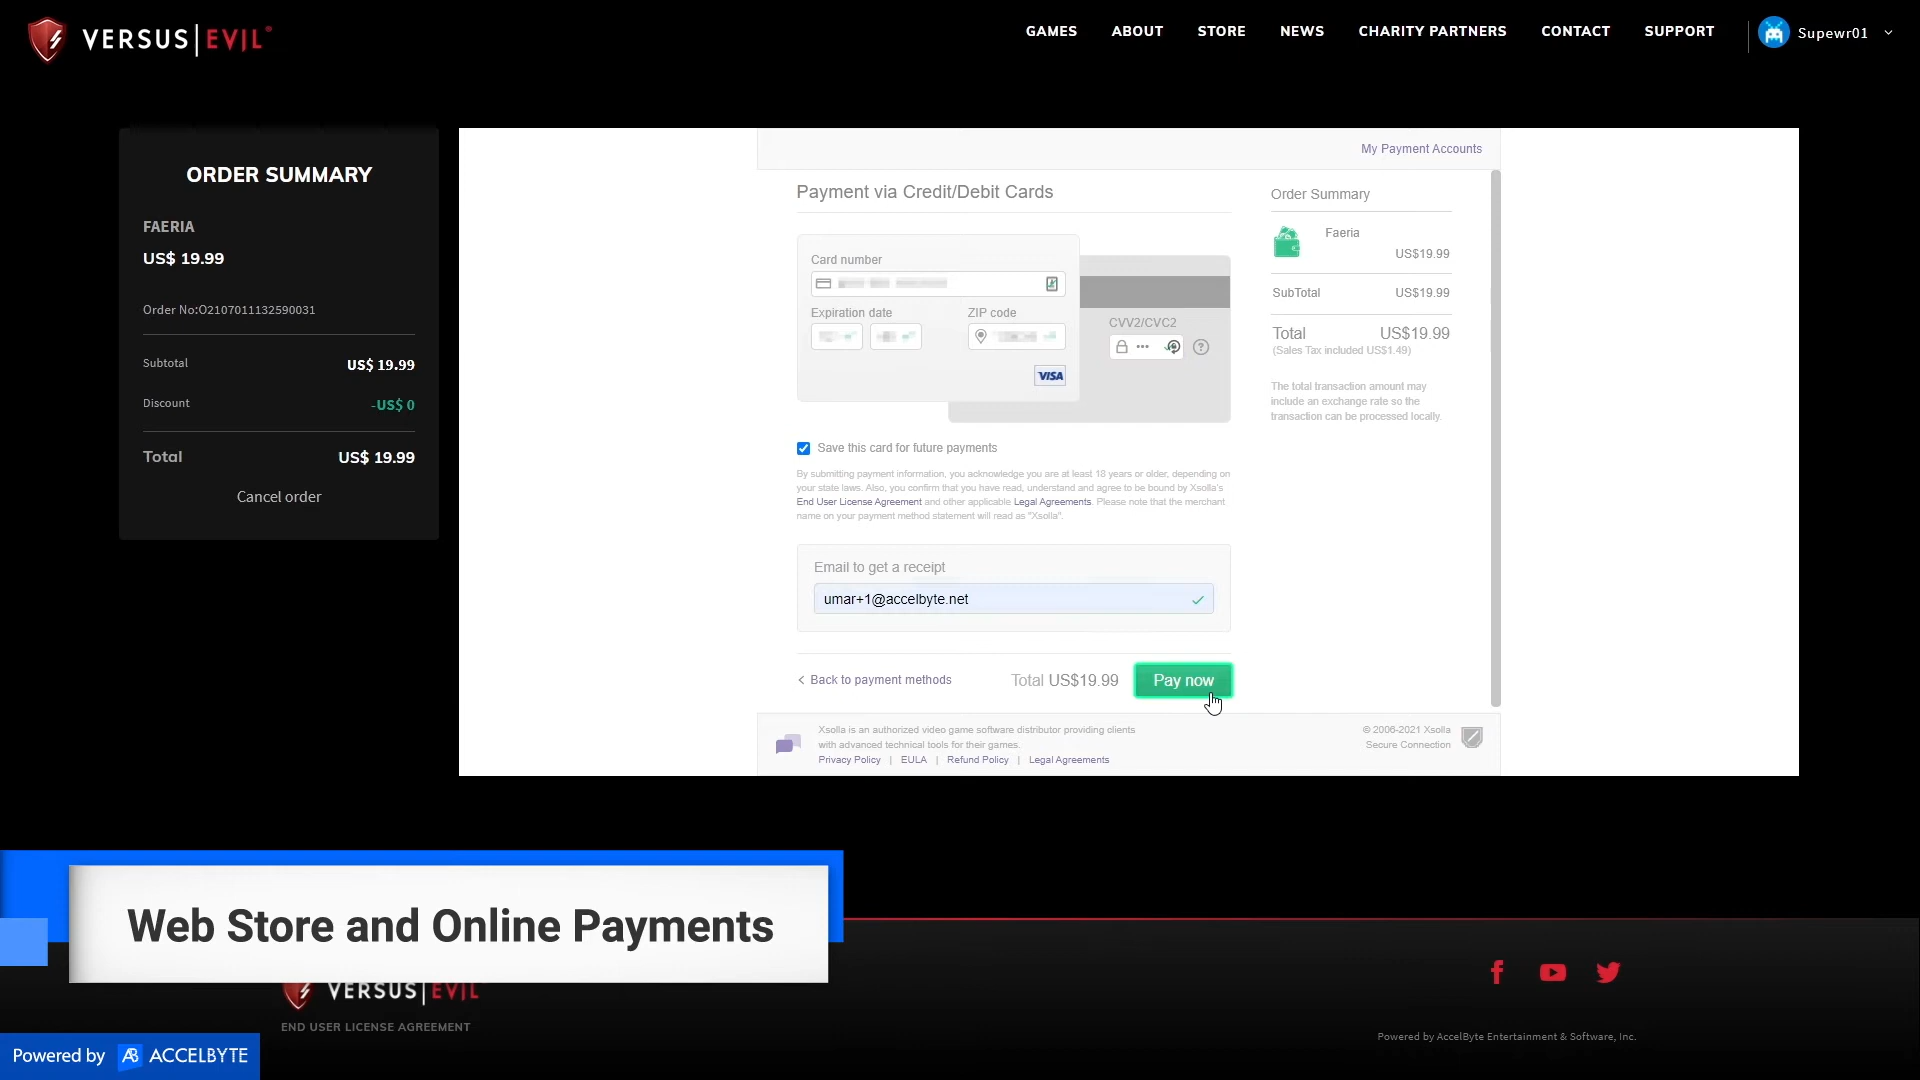 VERSUS|EVIL
GAMES
ABOUT
STORE
NEWS
CHARITY PARTNERS
CONTACT
SUPPORT
Supewr01
ORDER SUMMARY
FAERIA
US$ 19.99
Order No:O2107011132590031
Subtotal US$ 19.99
Discount -US$ 0
Total US$ 19.99
Cancel order
My Payment Accounts
Payment via Credit/Debit Cards
Card number
Expiration date
ZIP code
VISA
CVV2/CVC2
Save this card for future payments
By submitting payment information, you acknowledge you are at least 18 years or older, depending on
your state laws. Also, you confirm that you have read, understand and agree to be bound by Xsolla's
End User License Agreement and other applicable Legal Agreements. Please note that the merchant
name on your payment method statement will read as "Xsolla".
Email to get a receipt
umar+1@accelbyte.net
Back to payment methods
Total US$19.99
Pay now
Order Summary
Faeria
US$19.99
SubTotal US$19.99
Total US$19.99
(Sales Tax included US$1.49)
The total transaction amount may
include an exchange rate so the
transaction can be processed locally.
Xsolla is an authorized video game software distributor providing clients
with advanced technical tools for their games.
Privacy Policy | EULA | Refund Policy | Legal Agreements
© 2006-2021 Xsolla
Secure Connection
Web Store and Online Payments
VERSUS|EVIL
END USER LICENSE AGREEMENT
Powered by AccelByte Entertainment & Software, Inc.
Powered by AB ACCELBYTE